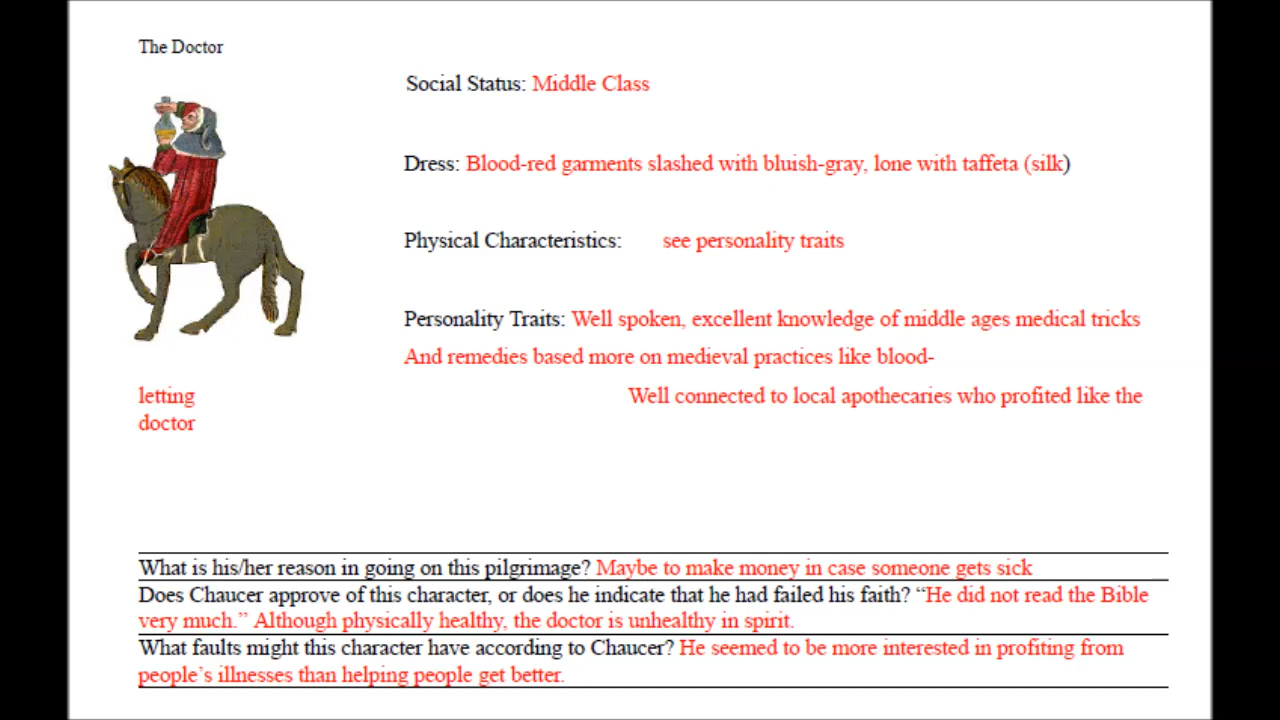 The Doctor
Social Status: Middle Class
Dress: Blood-red garments slashed with bluish-gray, lone with taffeta (silk)
Physical Characteristics: see personality traits
Personality Traits: Well spoken, excellent knowledge of middle ages medical tricks
And remedies based more on medieval practices like blood-
letting Well connected to local apothecaries who profited like the
doctor
What is his/her reason in going on this pilgrimage? Maybe to make money in case someone gets sick
Does Chaucer approve of this character, or does he indicate that he had failed his faith? “He did not read the Bible
very much.” Although physically healthy, the doctor is unhealthy in spirit.
What faults might this character have according to Chaucer? He seemed to be more interested in profiting from
people’s illnesses than helping people get better.